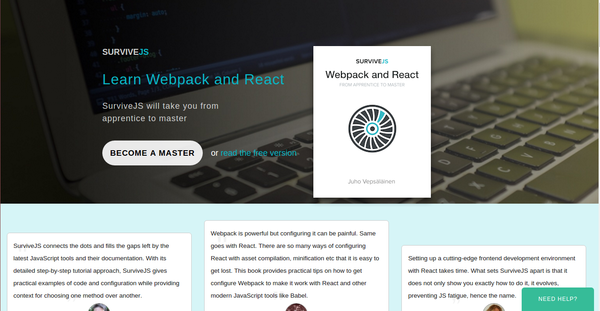 SURVIVEJS
Learn Webpack and React
SurviveJS will take you from
apprentice to master
BECOME A MASTER
or read the free version
SURVIVEJS
Webpack and React
FROM APPRENTICE TO MASTER
Juho Vepsäläinen
SurviveJS connects the dots and fills the gaps left by the
latest JavaScript tools and their documentation. With its
detailed step-by-step tutorial approach, SurviveJS gives
practical examples of code and configuration while providing
context for choosing one method over another.
Webpack is powerful but configuring it can be painful. Same
goes with React. There are so many ways of configuring
React with asset compilation, minification etc that it is easy to
get lost. This book provides practical tips on how to get
configure Webpack to make it work with React and other
modern JavaScript tools like Babel.
Setting up a cutting-edge frontend development environment
with React takes time. What sets SurviveJS apart is that it
does not only show you exactly how to do it, it evolves,
preventing JS fatigue, hence the name.
NEED HELP?